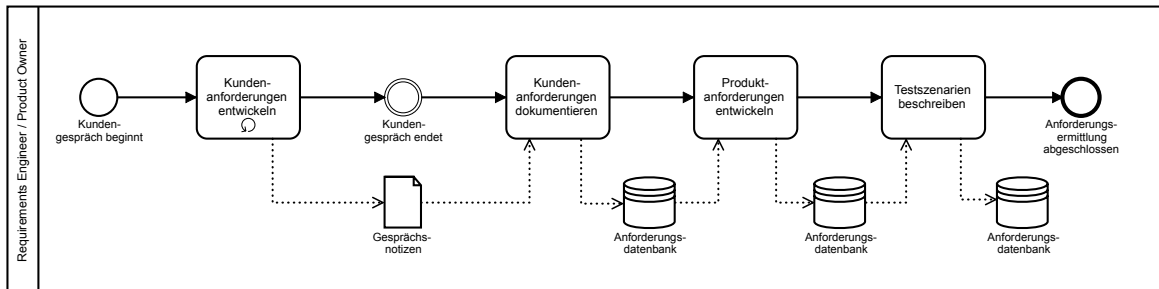 Requirements Engineer / Product Owner
Kunden-
gespräch beginnt
Kunden-
anforderungen
entwickeln
Kunden-
gespräch endet
Kunden-
anforderungen
dokumentieren
Produkt-
anforderungen
entwickeln
Testszenarien
beschreiben
Anforderungs-
ermittlung
abgeschlossen
Gesprächs-
notizen
Anforderungs-
datenbank
Anforderungs-
datenbank
Anforderungs-
datenbank